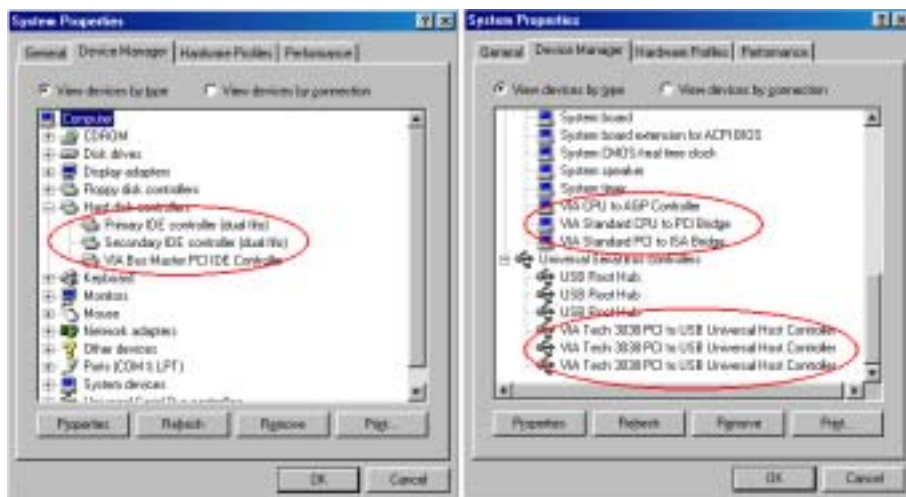 System Properties
General Device Manager Hardware Profiles Performance
View devices by type View devices by connection
Computer
CDROM
Disk drives
Display adapters
Floppy disk controllers
Hard disk controllers
Primary IDE controller (dual fifo)
Secondary IDE controller (dual fifo)
VIA Bus Master PCI IDE Controller
Keyboard
Monitors
Mouse
Network adapters
Other devices
Ports (COM & LPT)
System devices
Universal Serial Bus controllers
Properties Refresh Remove Print...
OK Cancel
System Properties
General Device Manager Hardware Profiles Performance
View devices by type View devices by connection
System board
System board extension for ACPI BIOS
System CMOS/real time clock
System speaker
System timer
VIA CPU to AGP Controller
VIA Standard CPU to PCI Bridge
VIA Standard PCI to ISA Bridge
Universal Serial Bus controllers
USB Root Hub
USB Root Hub
USB Root Hub
VIA Tech 3038 PCI to USB Universal Host Controller
VIA Tech 3038 PCI to USB Universal Host Controller
VIA Tech 3038 PCI to USB Universal Host Controller
Properties Refresh Remove Print...
OK Cancel